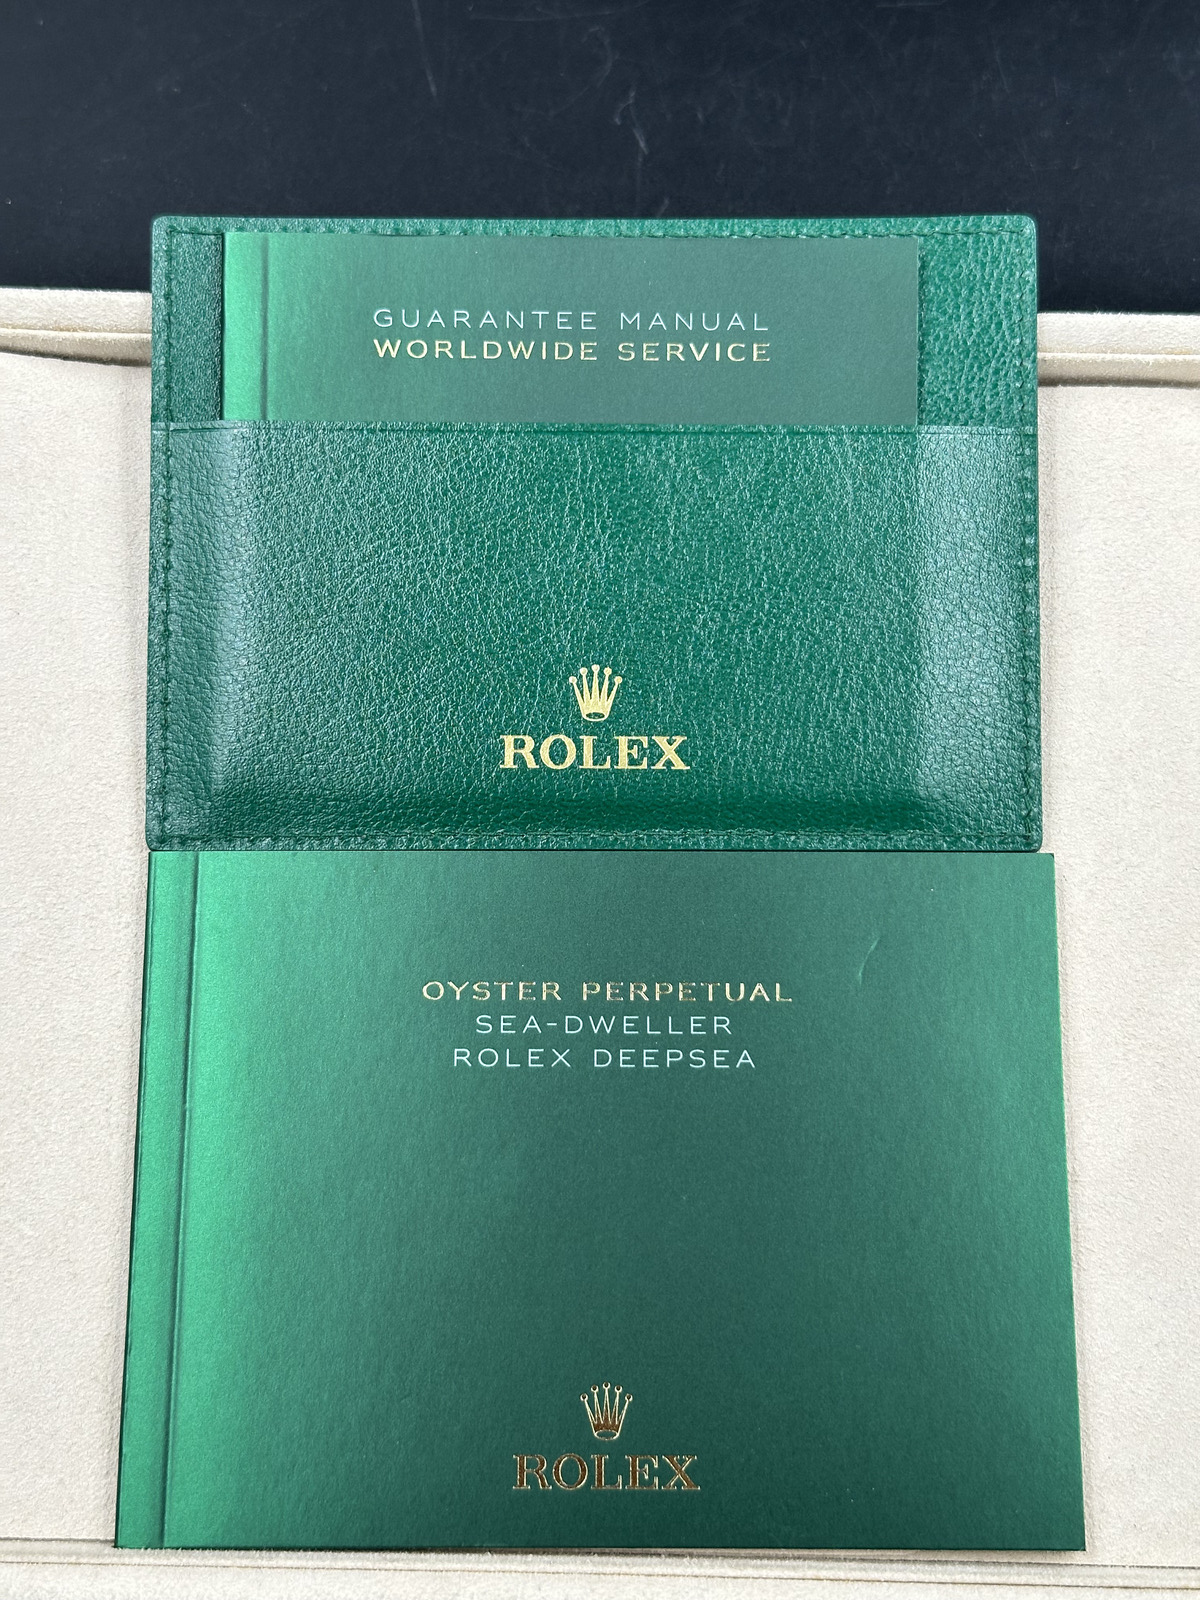 GUARANTEE MANUAL
WORLDWIDE SERVICE
ROLEX
OYSTER PERPETUAL
SEA-DWELLER
ROLEX DEEPSEA
ROLEX